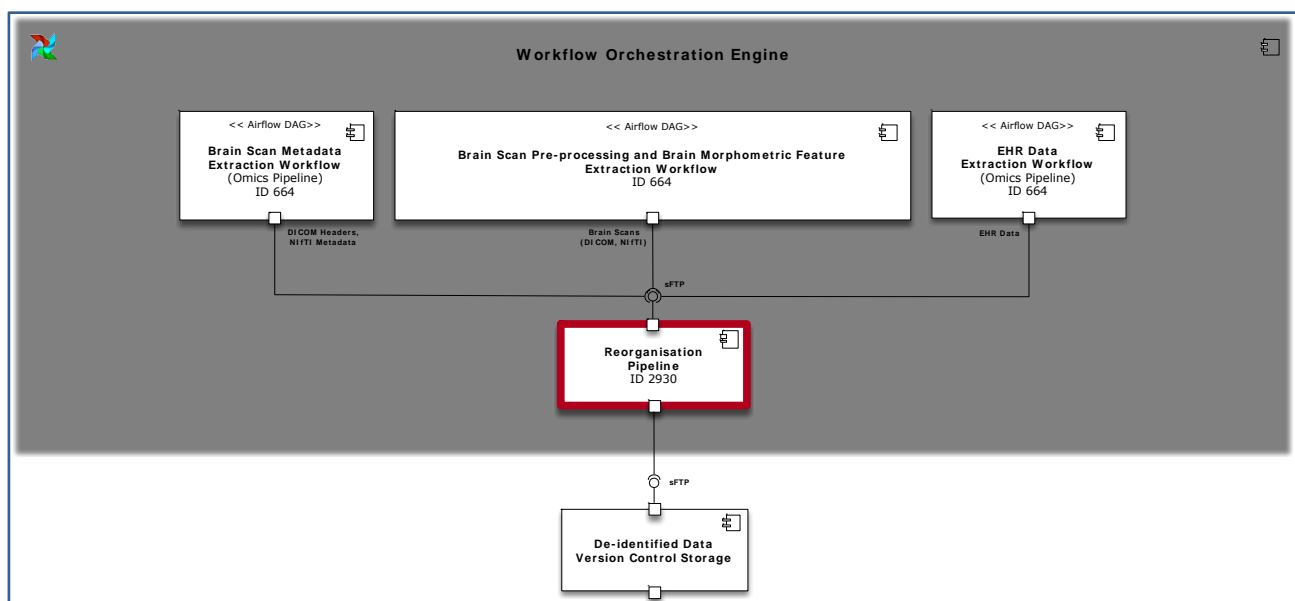 Workflow Orchestration Engine
<< Airflow DAG>>
Brain Scan Metadata
Extraction Workflow
(Omics Pipeline)
ID 664
<< Airflow DAG>>
Brain Scan Pre-processing and Brain Morphometric Feature
Extraction Workflow
ID 664
<< Airflow DAG>>
EHR Data
Extraction Workflow
(Omics Pipeline)
ID 664
DICOM Headers,
NIfTI Metadata
Brain Scans
(DICOM, NIfTI)
EHR Data
sFTP
Reorganisation
Pipeline
ID 2930
sFTP
De-identified Data
Version Control Storage